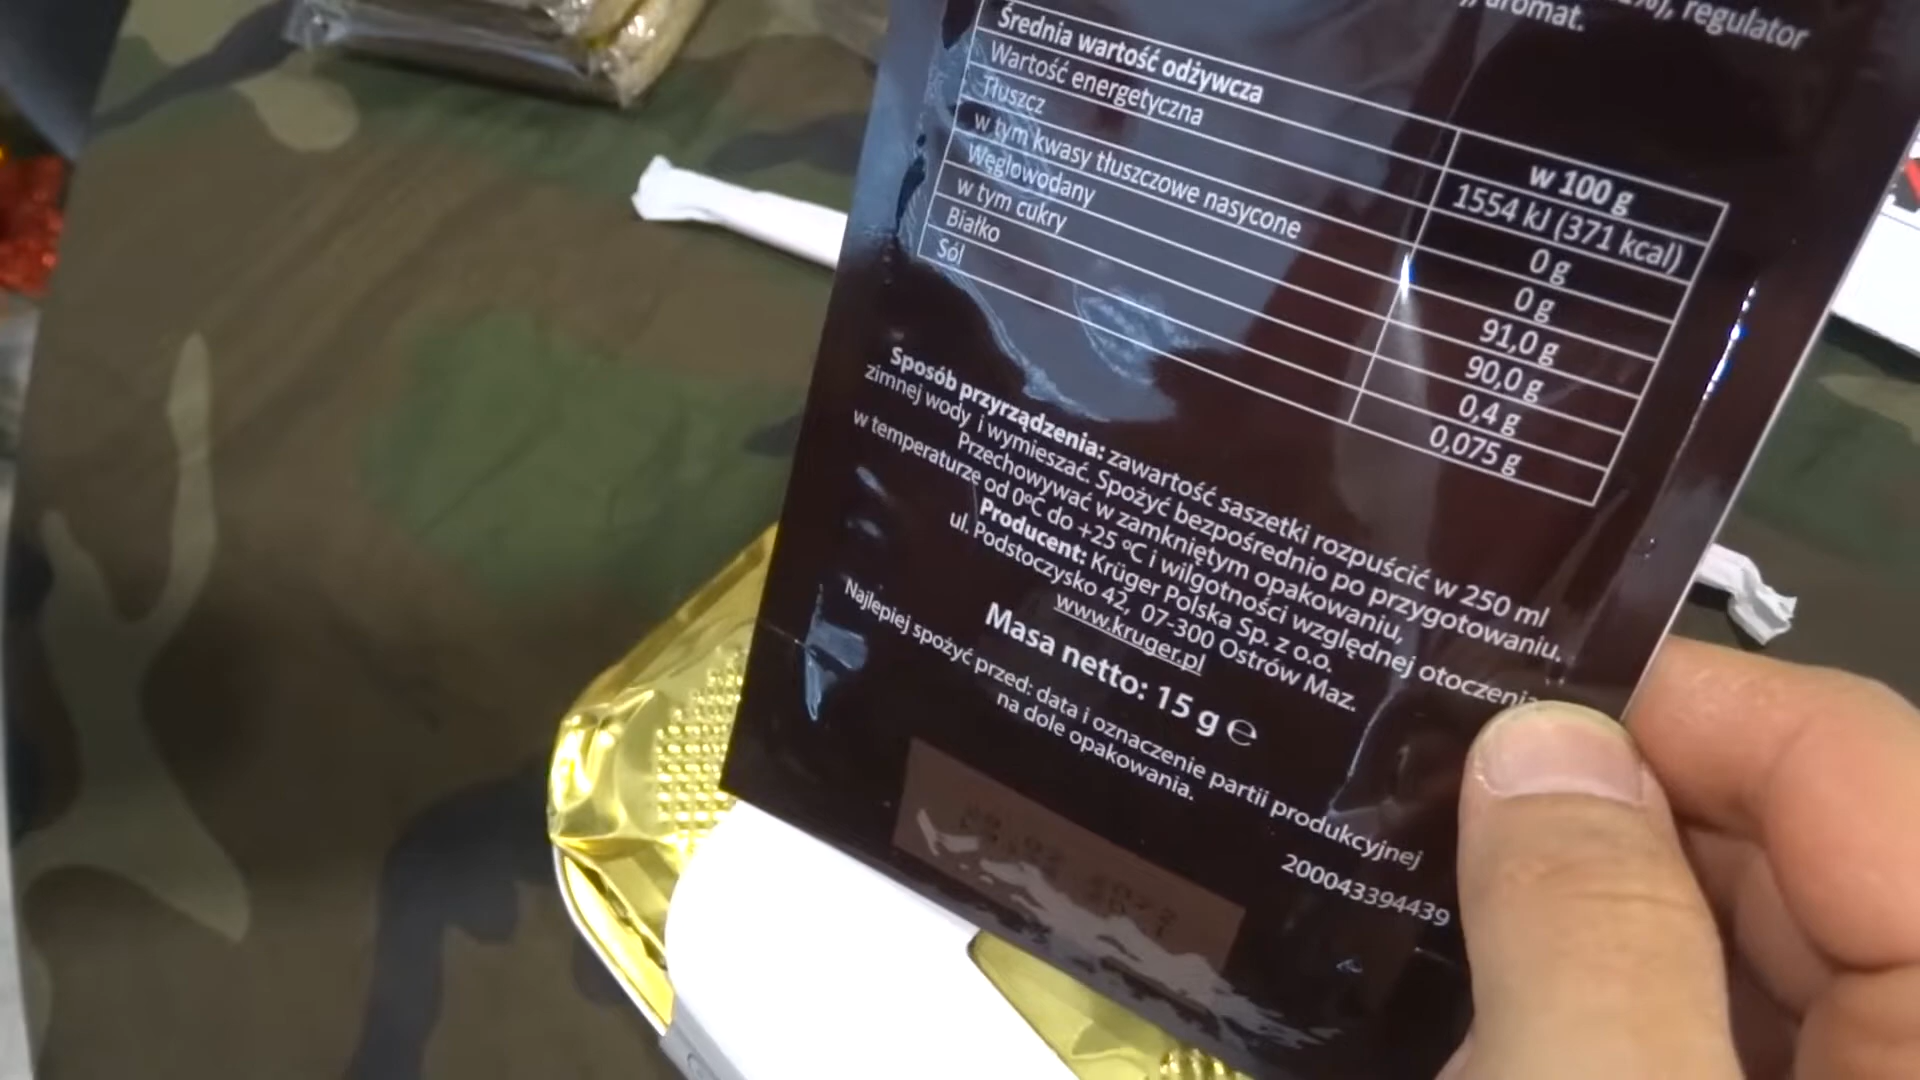 regulator
aromat.
Średnia wartość odżywcza w 100 g
Wartość energetyczna 1554 kJ (371 kcal)
Tłuszcz 0 g
w tym kwasy tłuszczowe nasycone 0 g
Węglowodany 91,0 g
w tym cukry 90,0 g
Białko 0,4 g
Sól 0,075 g
Sposób przyrządzenia: zawartość saszetki rozpuścić w 250 ml
zimnej wody i wymieszać. Spożyć bezpośrednio po przygotowaniu.
Przechowywać w zamkniętym opakowaniu,
w temperaturze od 0°C do +25 °C i wilgotności względnej otoczenia
Producent: Krüger Polska Sp. z o.o.
ul. Podstoczysko 42, 07-300 Ostrów Maz.
www.kruger.pl
Masa netto: 15 g ℮
Najlepiej spożyć przed: data i oznaczenie partii produkcyjnej
na dole opakowania.
200043394439